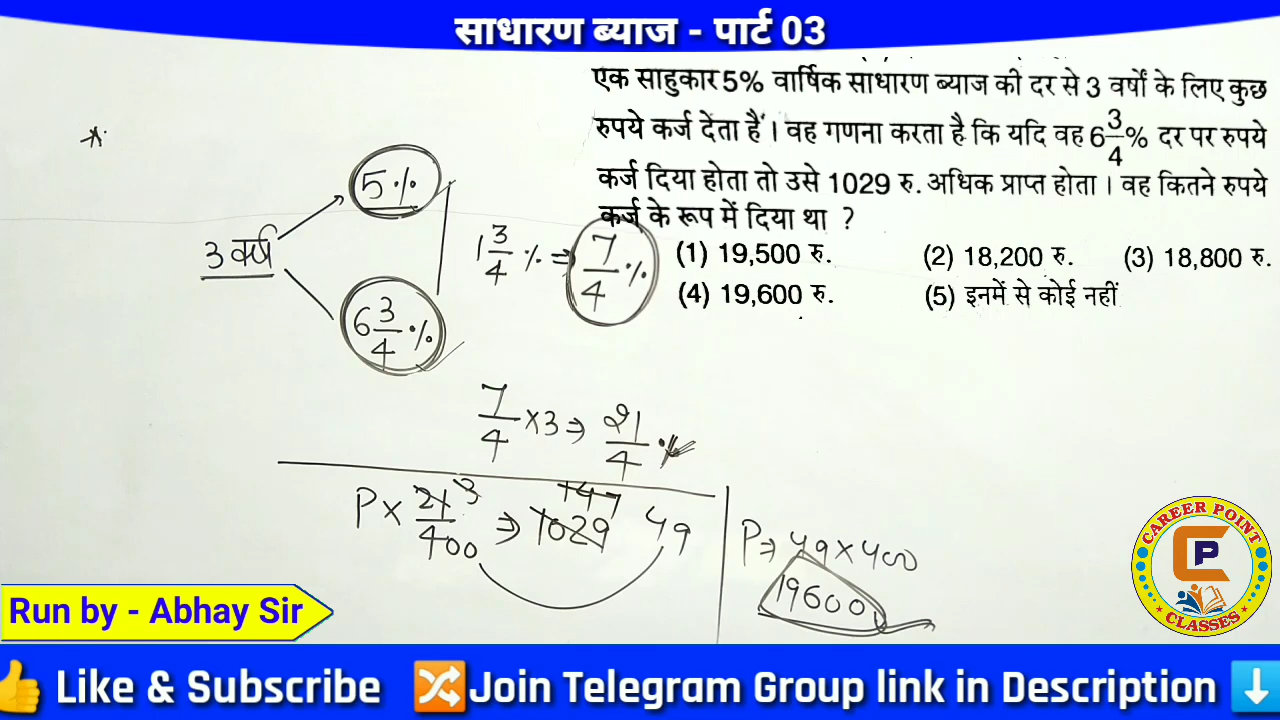 साधारण ब्याज - पार्ट 03
एक साहुकार 5% वार्षिक साधारण ब्याज की दर से 3 वर्षों के लिए कुछ
रुपये कर्ज देता है । वह गणना करता है कि यदि वह 6 3/4 % दर पर रुपये
कर्ज दिया होता तो उसे 1029 रु. अधिक प्राप्त होता । वह कितने रुपये
कर्ज के रूप में दिया था ?
(1) 19,500 रु. (2) 18,200 रु. (3) 18,800 रु.
(4) 19,600 रु. (5) इनमें से कोई नहीं
5%
3 वर्ष
6 3/4 %
1 3/4 % ⇒ 7/4 %
7/4 × 3 ⇒ 21/4 %
P × 21/400 3 ⇒ 1029 147 49
P ⇒ 49 × 400
19600
CAREER POINT
CP
CLASSES
Run by - Abhay Sir
Like & Subscribe Join Telegram Group link in Description